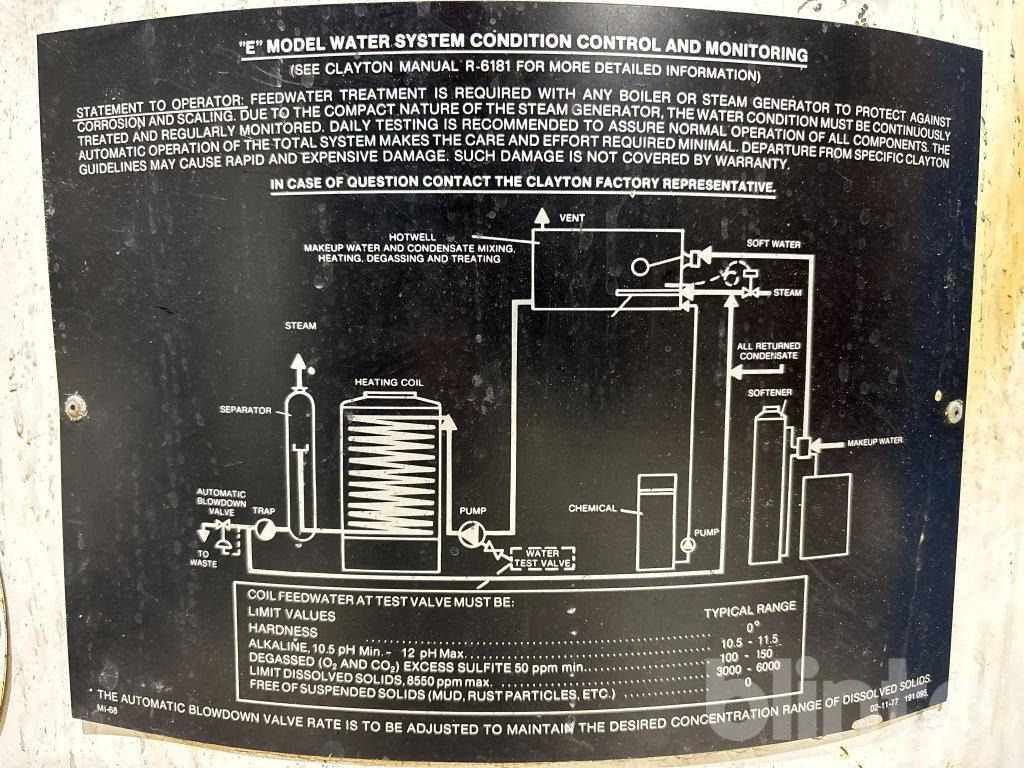 "E" MODEL WATER SYSTEM CONDITION CONTROL AND MONITORING
(SEE CLAYTON MANUAL R-6181 FOR MORE DETAILED INFORMATION)
STATEMENT TO OPERATOR: FEEDWATER TREATMENT IS REQUIRED WITH ANY BOILER OR STEAM GENERATOR TO PROTECT AGAINST
CORROSION AND SCALING. DUE TO THE COMPACT NATURE OF THE STEAM GENERATOR, THE WATER CONDITION MUST BE CONTINUOUSLY
TREATED AND REGULARLY MONITORED. DAILY TESTING IS RECOMMENDED TO ASSURE NORMAL OPERATION OF ALL COMPONENTS. THE
AUTOMATIC OPERATION OF THE TOTAL SYSTEM MAKES THE CARE AND EFFORT REQUIRED MINIMAL. DEPARTURE FROM SPECIFIC CLAYTON
GUIDELINES MAY CAUSE RAPID AND EXPENSIVE DAMAGE. SUCH DAMAGE IS NOT COVERED BY WARRANTY.
IN CASE OF QUESTION CONTACT THE CLAYTON FACTORY REPRESENTATIVE.
VENT
HOTWELL
MAKEUP WATER AND CONDENSATE MIXING,
HEATING, DEGASSING AND TREATING
SOFT WATER
STEAM
STEAM
ALL RETURNED
CONDENSATE
HEATING COIL
SOFTENER
SEPARATOR
MAKEUP WATER
AUTOMATIC
BLOWDOWN
VALVE
TRAP
PUMP
CHEMICAL
PUMP
TO
WASTE
WATER
TEST VALVE
COIL FEEDWATER AT TEST VALVE MUST BE:
LIMIT VALUES TYPICAL RANGE
HARDNESS 0°
ALKALINE, 10.5 pH Min. - 12 pH Max. 10.5 - 11.5
DEGASSED (O₂ AND CO₂) EXCESS SULFITE 50 ppm min. 100 - 150
LIMIT DISSOLVED SOLIDS, 8550 ppm max. 3000 - 6000
FREE OF SUSPENDED SOLIDS (MUD, RUST PARTICLES, ETC.) 0
THE AUTOMATIC BLOWDOWN VALVE RATE IS TO BE ADJUSTED TO MAINTAIN THE DESIRED CONCENTRATION RANGE OF DISSOLVED SOLIDS.
MI-68 02-11-77 191 095